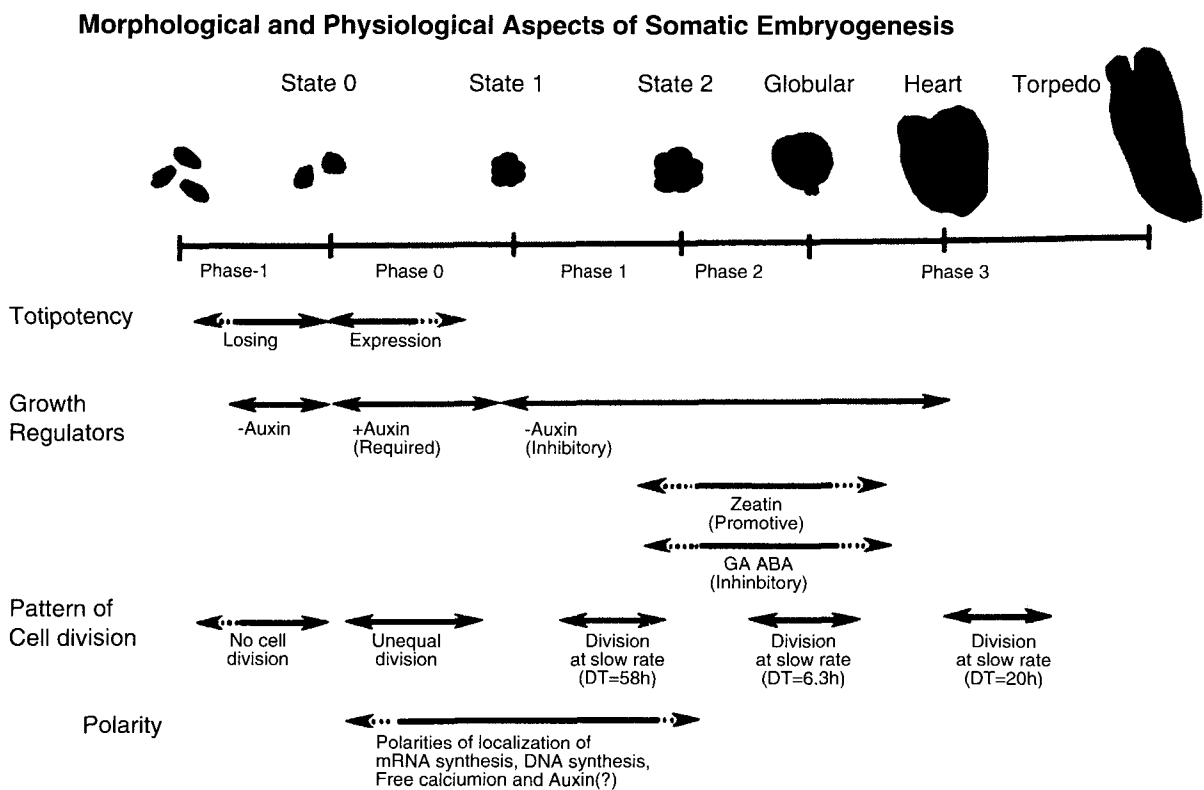 Morphological and Physiological Aspects of Somatic Embryogenesis
State 0
State 1
State 2
Globular
Heart
Torpedo
Phase-1
Phase 0
Phase 1
Phase 2
Phase 3
Totipotency
Losing
Expression
Growth
Regulators
-Auxin
+Auxin
(Required)
-Auxin
(Inhibitory)
Zeatin
(Promotive)
GA ABA
(Inhinbitory)
Pattern of
Cell division
No cell
division
Unequal
division
Division
at slow rate
(DT=58h)
Division
at slow rate
(DT=6.3h)
Division
at slow rate
(DT=20h)
Polarity
Polarities of localization of
mRNA synthesis, DNA synthesis,
Free calciumion and Auxin(?)